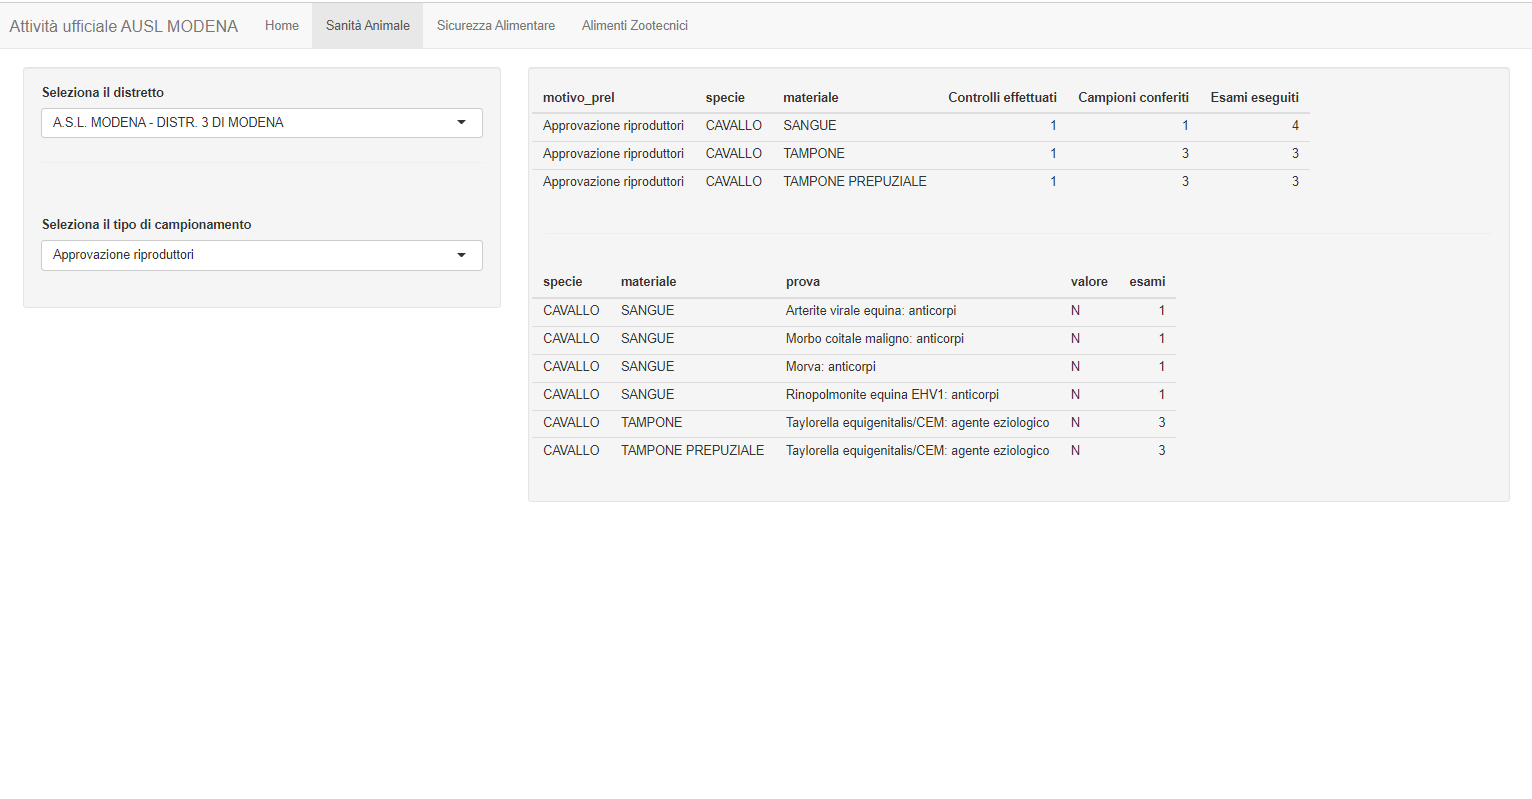 Attività ufficiale AUSL MODENA Home Sanità Animale Sicurezza Alimentare Alimenti Zootecnici
Seleziona il distretto
A.S.L. MODENA - DISTR. 3 DI MODENA
Seleziona il tipo di campionamento
Approvazione riproduttori
motivo_prel specie materiale Controlli effettuati Campioni conferiti Esami eseguiti
Approvazione riproduttori CAVALLO SANGUE 1 1 4
Approvazione riproduttori CAVALLO TAMPONE 1 3 3
Approvazione riproduttori CAVALLO TAMPONE PREPUZIALE 1 3 3
specie materiale prova valore esami
CAVALLO SANGUE Arterite virale equina: anticorpi N 1
CAVALLO SANGUE Morbo coitale maligno: anticorpi N 1
CAVALLO SANGUE Morva: anticorpi N 1
CAVALLO SANGUE Rinopolmonite equina EHV1: anticorpi N 1
CAVALLO TAMPONE Taylorella equigenitalis/CEM: agente eziologico N 3
CAVALLO TAMPONE PREPUZIALE Taylorella equigenitalis/CEM: agente eziologico N 3